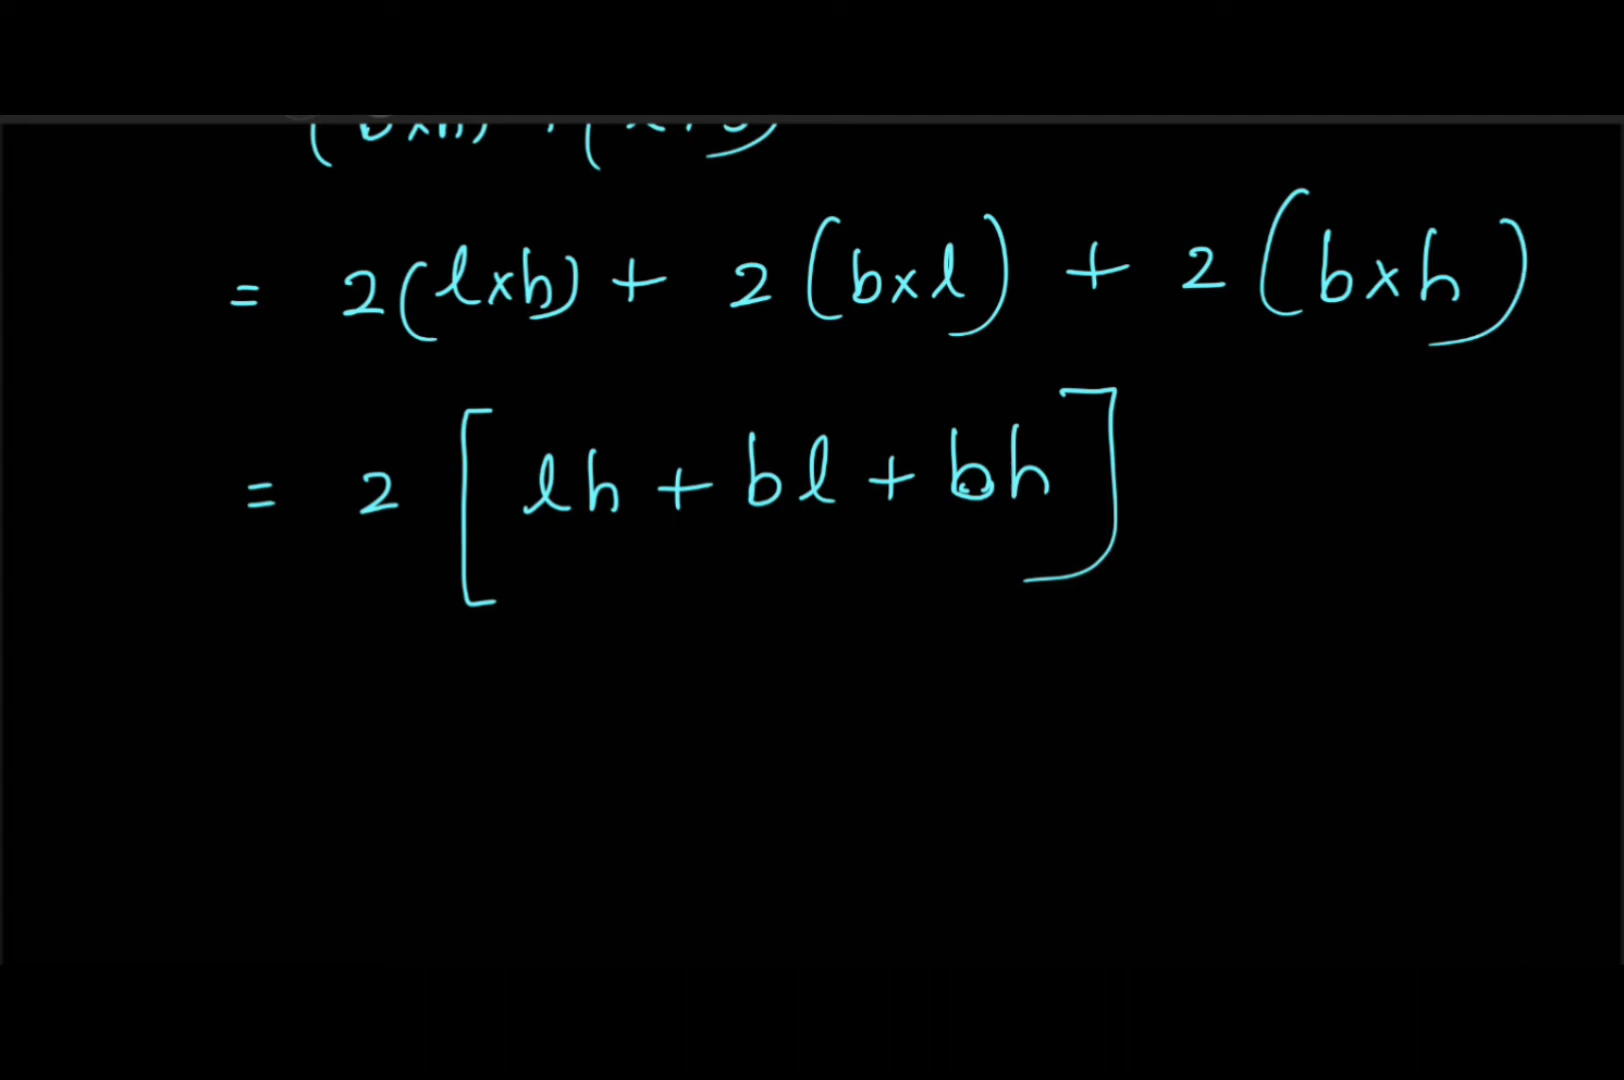 = 2(l×h) + 2(b×l) + 2(b×h)
= 2 [lh + bl + bh]